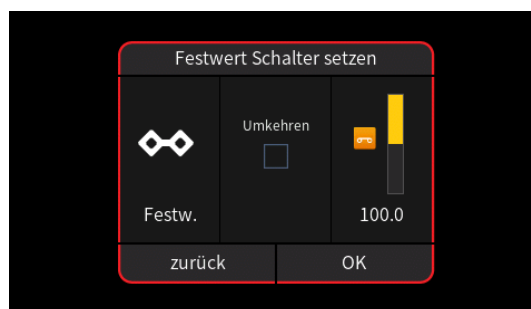 Festwert Schalter setzen
Umkehren
Festw.
100.0
zurück
OK